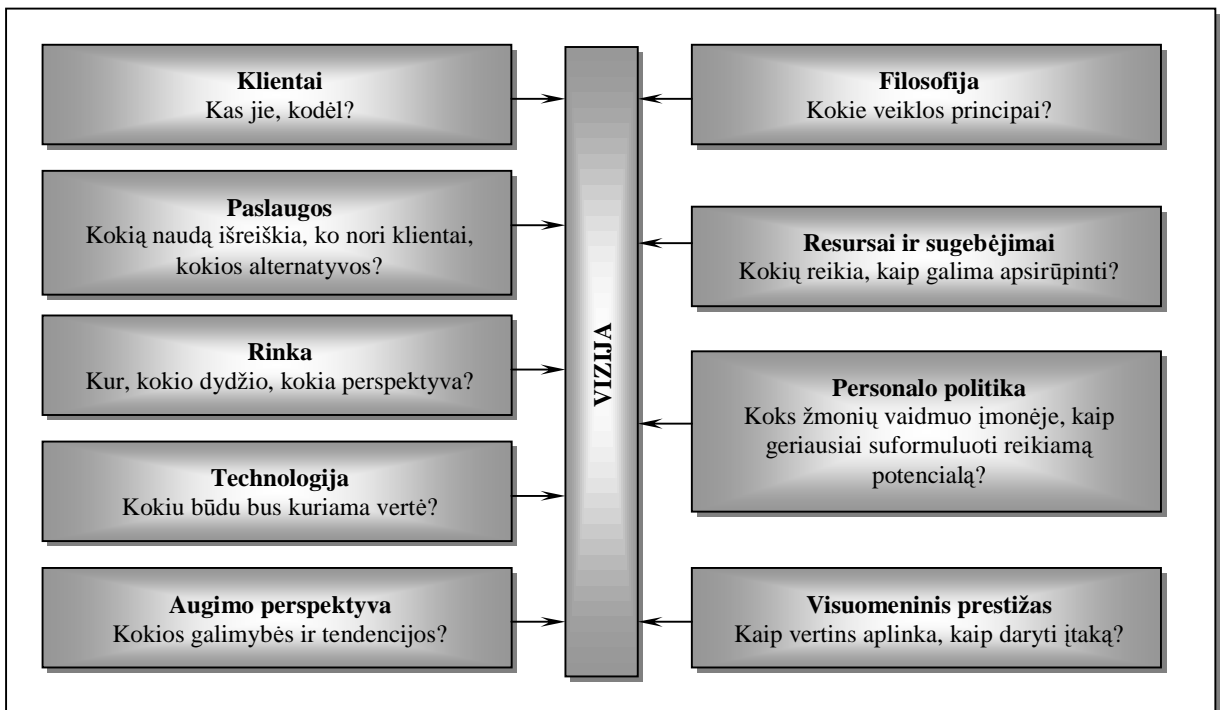 Klientai
Kas jie, kodėl?
Paslaugos
Kokią naudą išreiškia, ko nori klientai,
kokios alternatyvos?
Rinka
Kur, kokio dydžio, kokia perspektyva?
Technologija
Kokiu būdu bus kuriama vertė?
Augimo perspektyva
Kokios galimybės ir tendencijos?
VIZIJA
Filosofija
Kokie veiklos principai?
Resursai ir sugebėjimai
Kokių reikia, kaip galima apsirūpinti?
Personalo politika
Koks žmonių vaidmuo įmonėje, kaip
geriausiai suformuluoti reikiamą
potencialą?
Visuomeninis prestižas
Kaip vertins aplinka, kaip daryti įtaką?